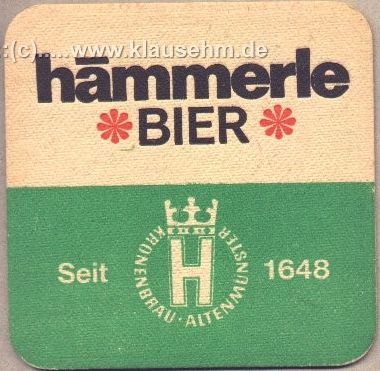 :(c).....www.klausehm.de
hämmerle
BIER
KRONENBRÄU · ALTENMÜNSTER
H
Seit 1648